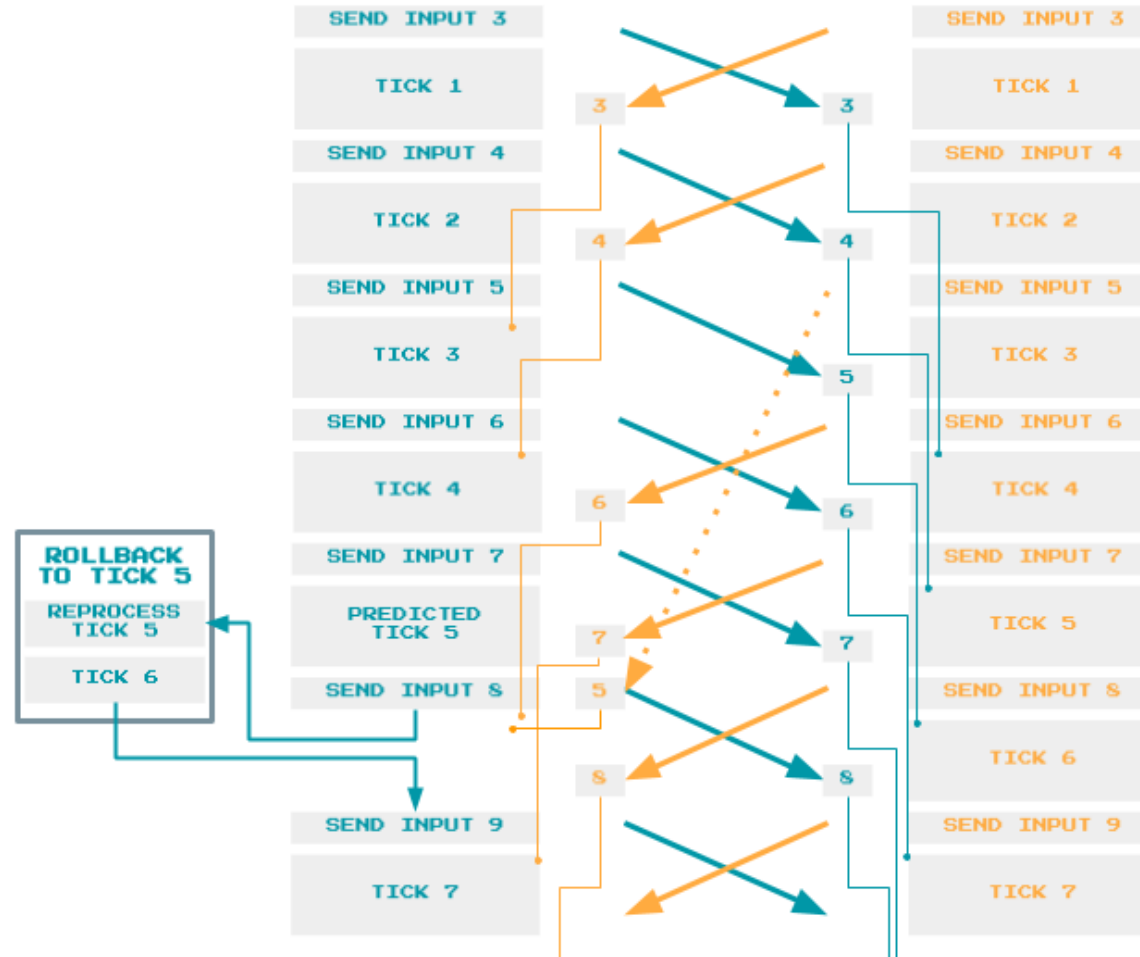 SEND INPUT 3
SEND INPUT 3
TICK 1
TICK 1
3
3
SEND INPUT 4
SEND INPUT 4
TICK 2
TICK 2
4
4
SEND INPUT 5
SEND INPUT 5
TICK 3
TICK 3
5
SEND INPUT 6
SEND INPUT 6
TICK 4
TICK 4
6
6
ROLLBACK
TO TICK 5
REPROCESS
TICK 5
TICK 6
SEND INPUT 7
SEND INPUT 7
PREDICTED
TICK 5
TICK 5
7
7
SEND INPUT 8
5
SEND INPUT 8
TICK 6
8
8
SEND INPUT 9
SEND INPUT 9
TICK 7
TICK 7